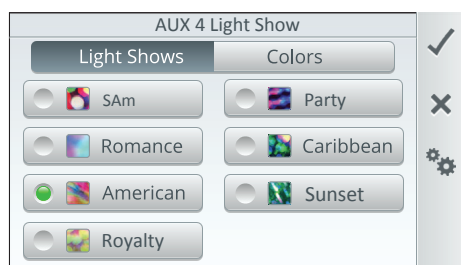 AUX 4 Light Show
Light Shows Colors
SAm Party
Romance Caribbean
American Sunset
Royalty